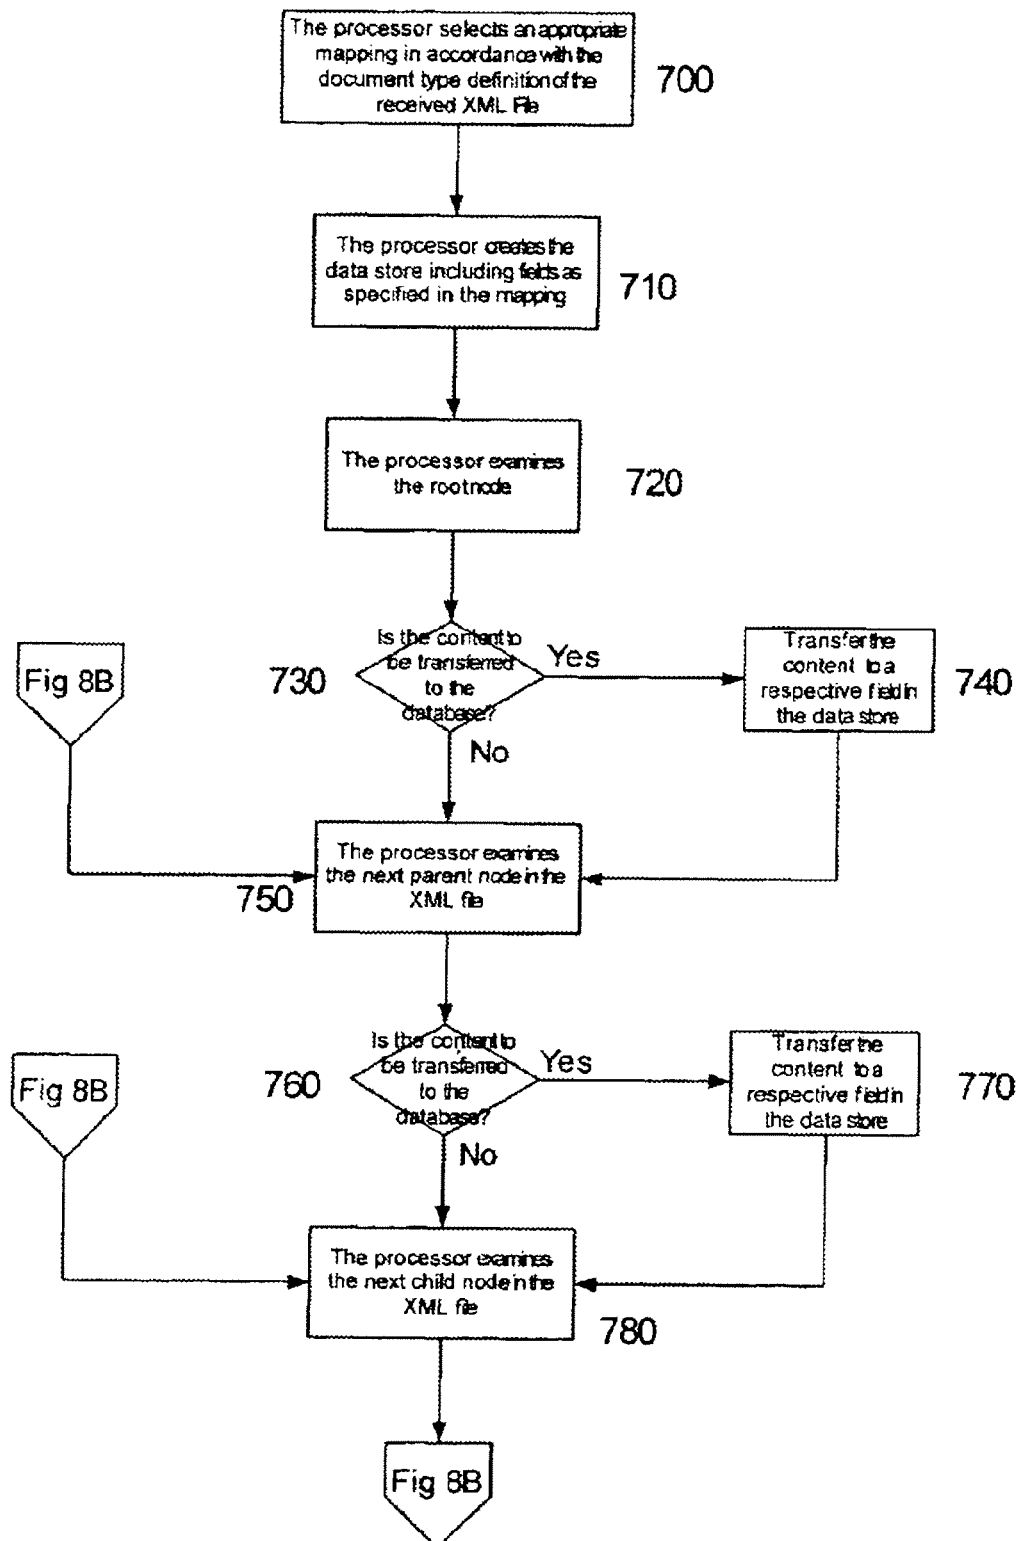 The processor selects an appropriate
mapping in accordance with the
document type definition of the
received XML File
700
The processor creates the
data store including fields as
specified in the mapping
710
The processor examines
the root node
720
Is the content to
be transferred
to the
database?
730
Yes
Transfer the
content to a
respective field in
the data store
740
Fig 8B
No
The processor examines
the next parent node in the
XML file
750
Is the content to
be transferred
to the
database?
760
Yes
Transfer the
content to a
respective field in
the data store
770
Fig 8B
No
The processor examines
the next child node in the
XML file
780
Fig 8B